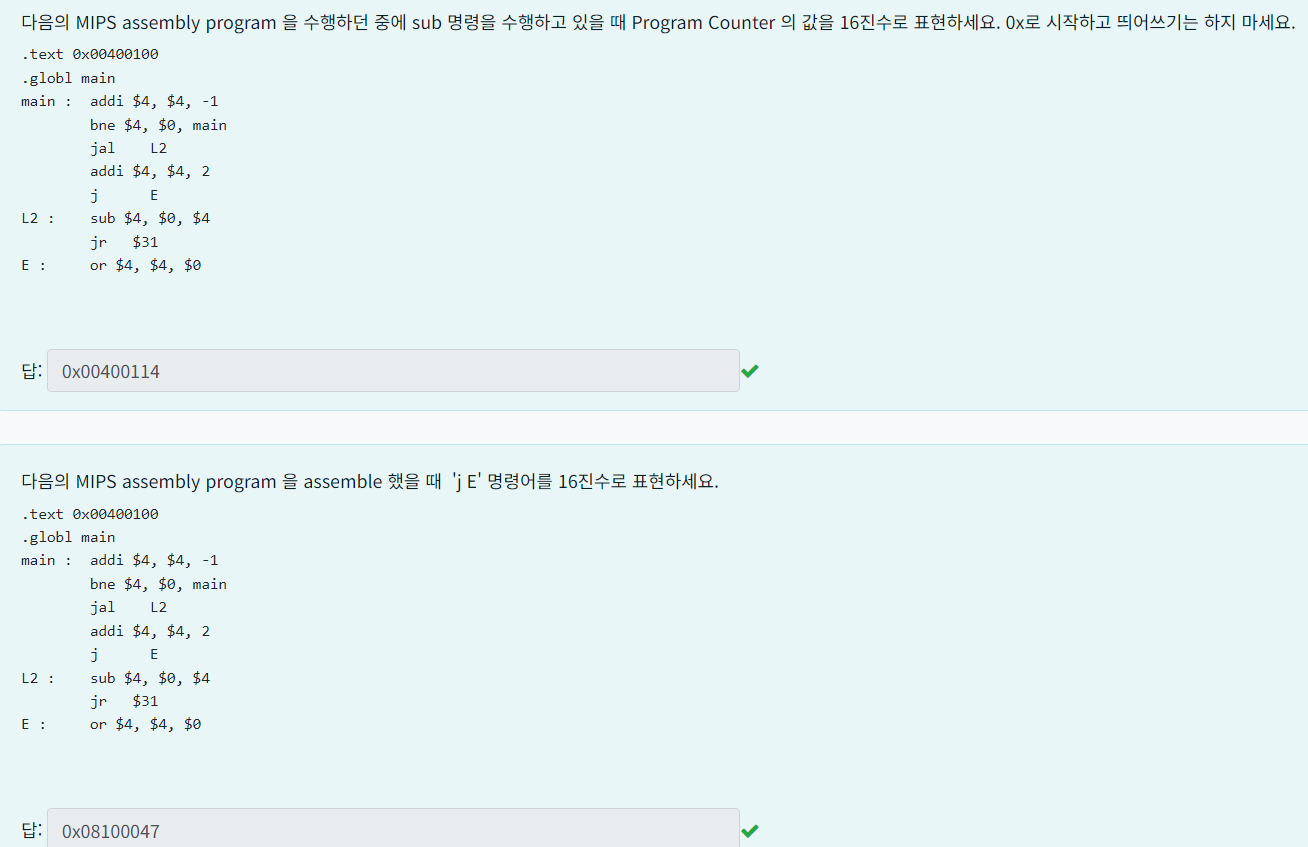 다음의 MIPS assembly program 을 수행하던 중에 sub 명령을 수행하고 있을 때 Program Counter 의 값을 16진수로 표현하세요. 0x로 시작하고 띄어쓰기는 하지 마세요.
.text 0x00400100
.globl main
main :  addi $4, $4, -1
        bne $4, $0, main
        jal    L2
        addi $4, $4, 2
        j      E
L2 :    sub $4, $0, $4
        jr   $31
E :     or $4, $4, $0
답: 0x00400114
다음의 MIPS assembly program 을 assemble 했을 때  'j E' 명령어를 16진수로 표현하세요.
.text 0x00400100
.globl main
main :  addi $4, $4, -1
        bne $4, $0, main
        jal    L2
        addi $4, $4, 2
        j      E
L2 :    sub $4, $0, $4
        jr   $31
E :     or $4, $4, $0
답: 0x08100047